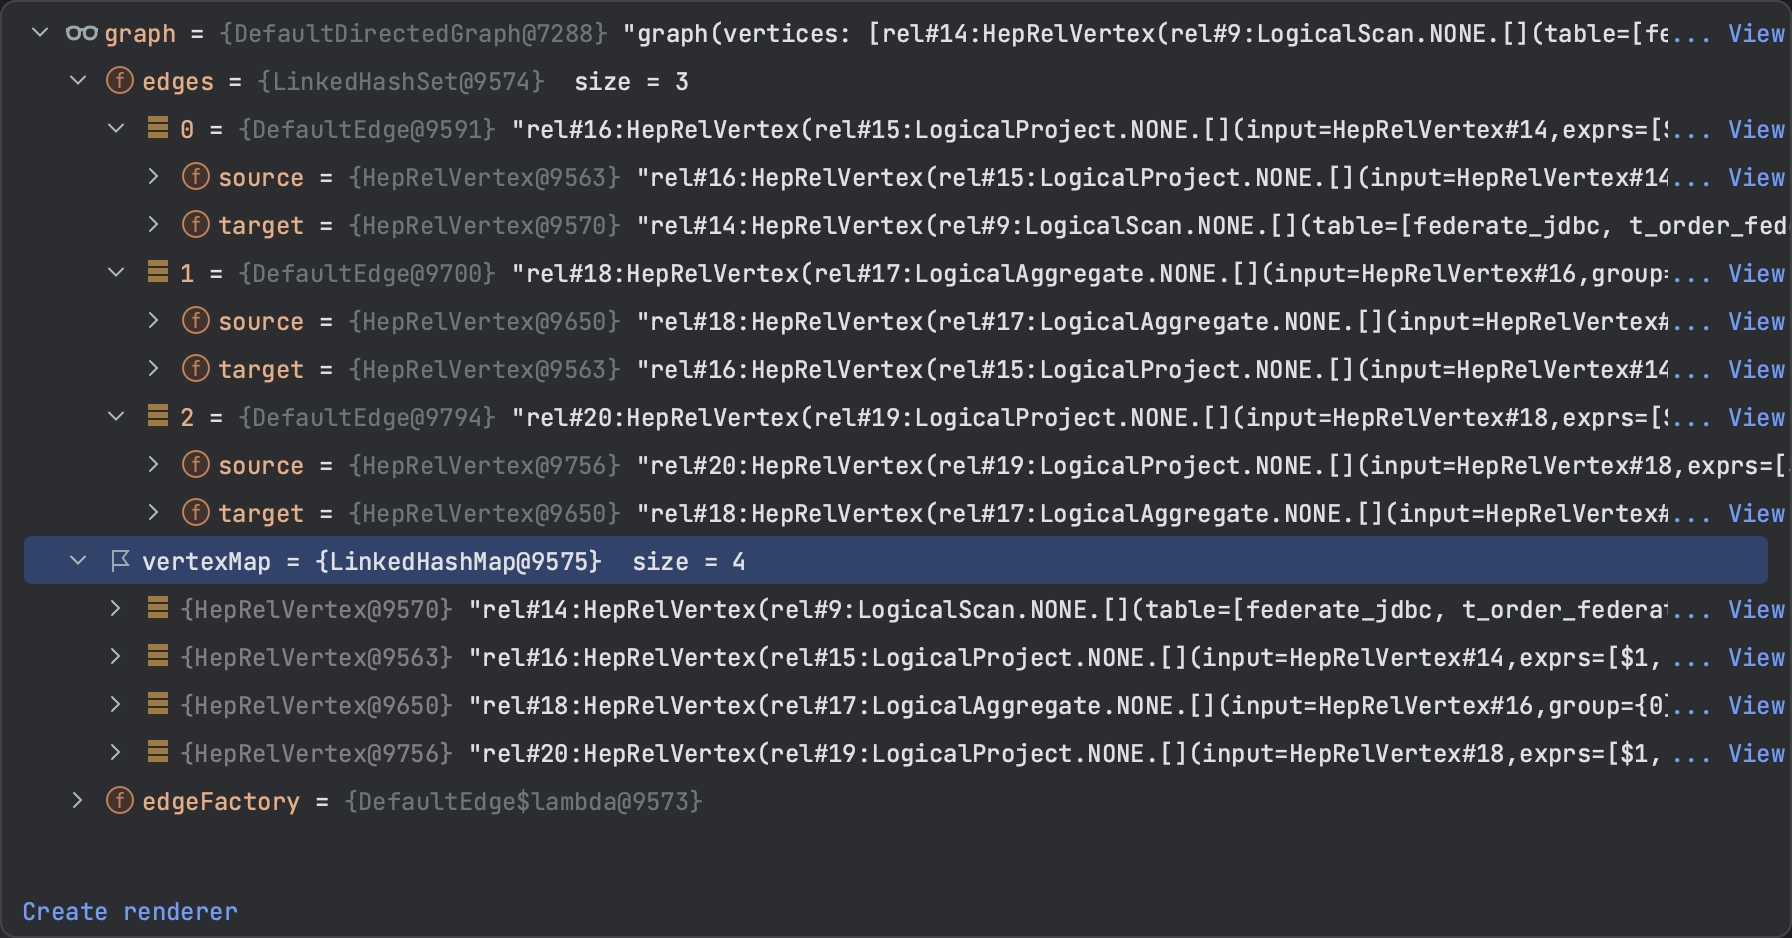 graph = {DefaultDirectedGraph@7288} "graph(vertices: [rel#14:HepRelVertex(rel#9:LogicalScan.NONE.[](table=[fe... View
f edges = {LinkedHashSet@9574} size = 3
0 = {DefaultEdge@9591} "rel#16:HepRelVertex(rel#15:LogicalProject.NONE.[](input=HepRelVertex#14,exprs=[$... View
f source = {HepRelVertex@9563} "rel#16:HepRelVertex(rel#15:LogicalProject.NONE.[](input=HepRelVertex#14... View
f target = {HepRelVertex@9570} "rel#14:HepRelVertex(rel#9:LogicalScan.NONE.[](table=[federate_jdbc, t_order_fed
1 = {DefaultEdge@9700} "rel#18:HepRelVertex(rel#17:LogicalAggregate.NONE.[](input=HepRelVertex#16,group=... View
f source = {HepRelVertex@9650} "rel#18:HepRelVertex(rel#17:LogicalAggregate.NONE.[](input=HepRelVertex#... View
f target = {HepRelVertex@9563} "rel#16:HepRelVertex(rel#15:LogicalProject.NONE.[](input=HepRelVertex#14... View
2 = {DefaultEdge@9794} "rel#20:HepRelVertex(rel#19:LogicalProject.NONE.[](input=HepRelVertex#18,exprs=[$... View
f source = {HepRelVertex@9756} "rel#20:HepRelVertex(rel#19:LogicalProject.NONE.[](input=HepRelVertex#18,exprs=[
f target = {HepRelVertex@9650} "rel#18:HepRelVertex(rel#17:LogicalAggregate.NONE.[](input=HepRelVertex#... View
vertexMap = {LinkedHashMap@9575} size = 4
{HepRelVertex@9570} "rel#14:HepRelVertex(rel#9:LogicalScan.NONE.[](table=[federate_jdbc, t_order_federat... View
{HepRelVertex@9563} "rel#16:HepRelVertex(rel#15:LogicalProject.NONE.[](input=HepRelVertex#14,exprs=[$1, ... View
{HepRelVertex@9650} "rel#18:HepRelVertex(rel#17:LogicalAggregate.NONE.[](input=HepRelVertex#16,group={0}... View
{HepRelVertex@9756} "rel#20:HepRelVertex(rel#19:LogicalProject.NONE.[](input=HepRelVertex#18,exprs=[$1, ... View
f edgeFactory = {DefaultEdge$lambda@9573}
Create renderer